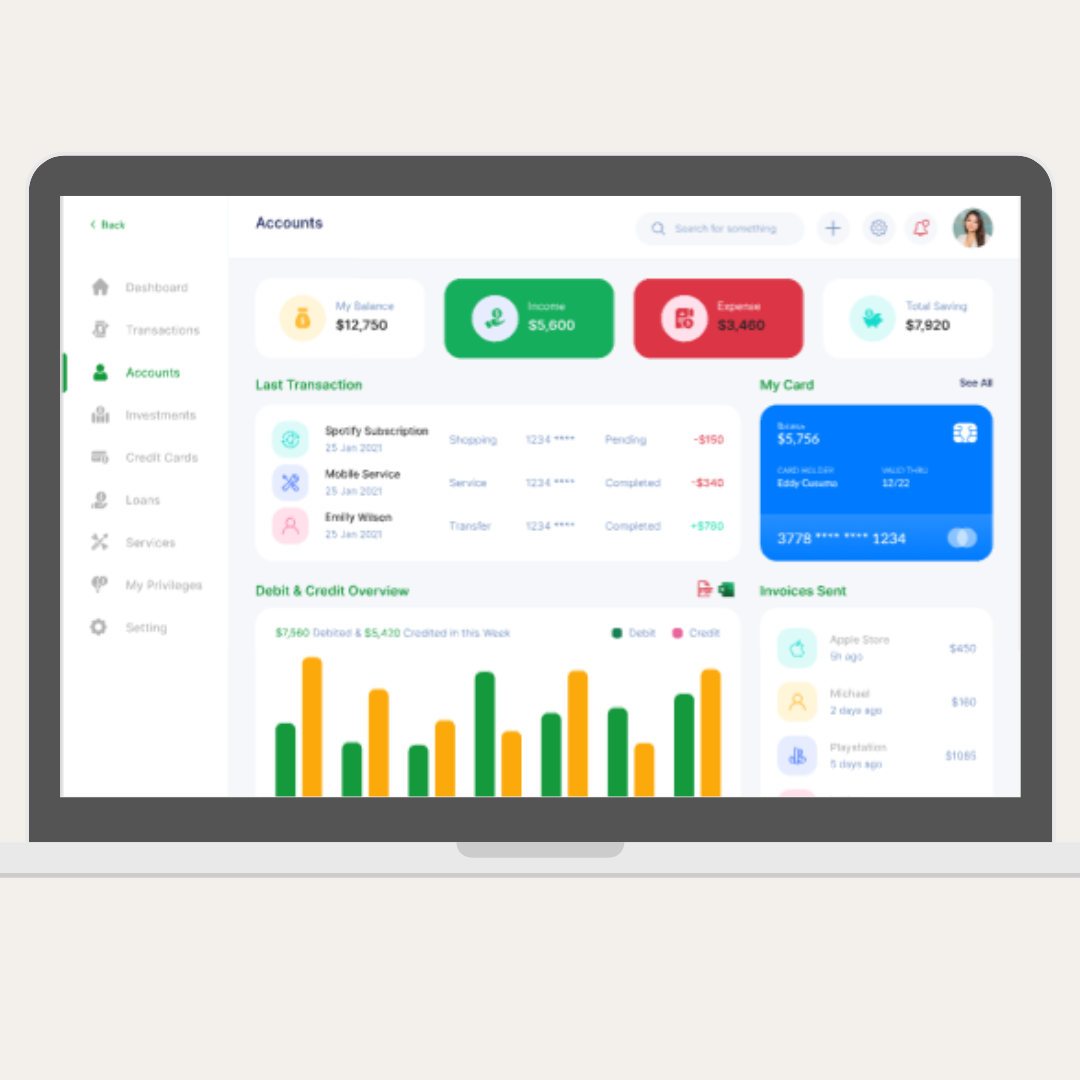 Back
Accounts
Search for something
Dashboard
Transactions
Accounts
Investments
Credit Cards
Loans
Services
My Privileges
Setting
My Balance
$12,750
Income
$5,600
Expense
$3,460
Total Saving
$7,920
Last Transaction
Spotify Subscription
25 Jan 2021
Shopping
1234 ****
Pending
-$150
Mobile Service
25 Jan 2021
Service
1234 ****
Completed
-$340
Emilly Wilson
25 Jan 2021
Transfer
1234 ****
Completed
+$780
My Card
See All
$5,756
CARD HOLDER
Eddy Cusuma
VALID THRU
12/22
3778 **** **** 1234
Debit & Credit Overview
$7,560 Debited & $5,420 Credited in this Week
Debit
Credit
Invoices Sent
Apple Store
5h ago
$450
Michael
2 days ago
$160
Playstation
5 days ago
$1085